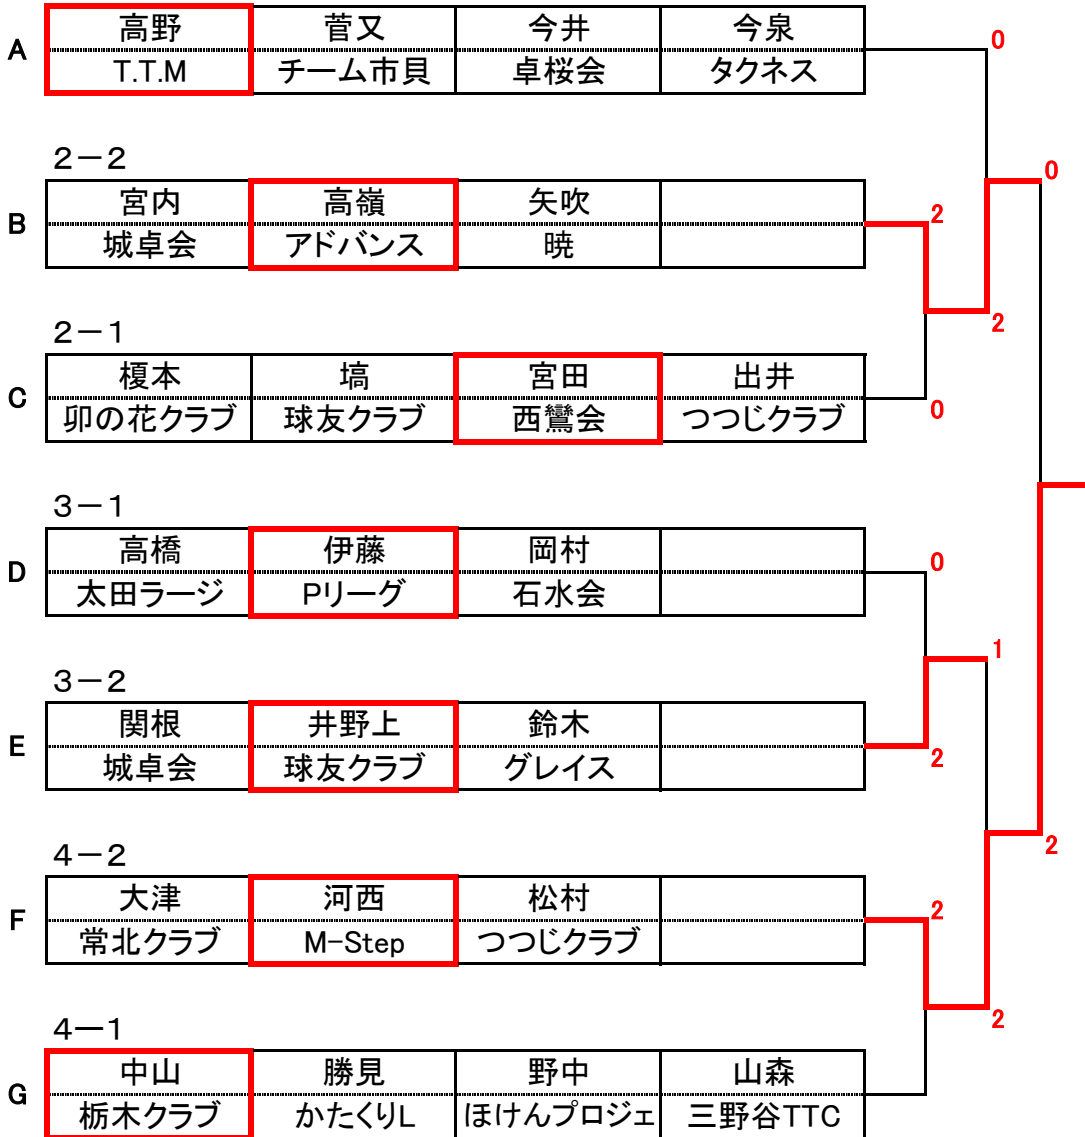 高野 菅又 今井 今泉 0
A
T.T.M チーム市貝 卓桜会 タクネス
2－2 0
宮内 高嶺 矢吹 2
B
城卓会 アドバンス 暁
2－1 2
榎本 塙 宮田 出井
C
卯の花クラブ 球友クラブ 西鷺会 つつじクラブ 0
3－1
高橋 伊藤 岡村 0
D
太田ラージ Pリーグ 石水会
3－2 1
関根 井野上 鈴木
E
城卓会 球友クラブ グレイス 2
4－2 2
大津 河西 松村 2
F
常北クラブ M-Step つつじクラブ
4－1 2
中山 勝見 野中 山森
G
栃木クラブ かたくりL ほけんプロジェ 三野谷TTC